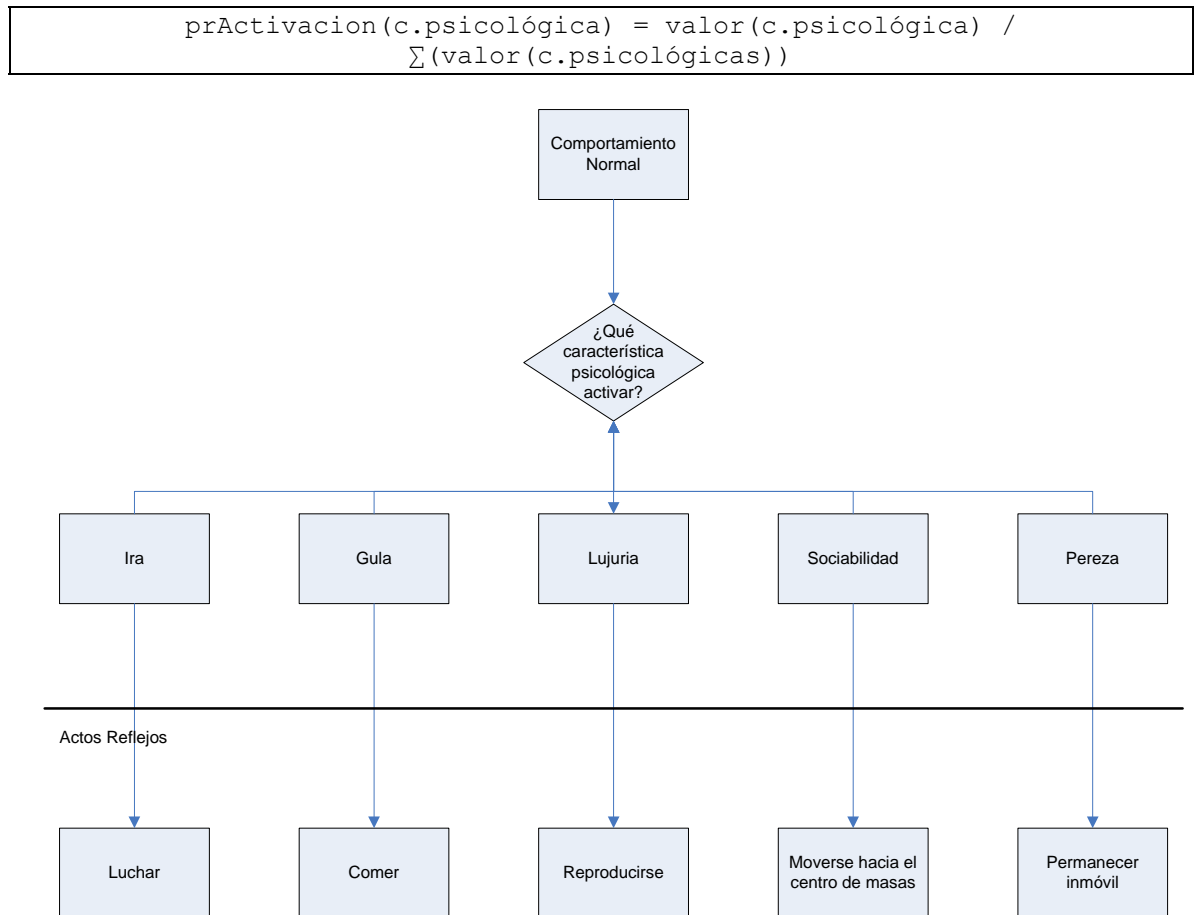 prActivacion(c.psicológica) = valor(c.psicológica) /
∑(valor(c.psicológicas))
Comportamiento
Normal
¿Qué
característica
psicológica
activar?
Ira
Gula
Lujuria
Sociabilidad
Pereza
Actos Reflejos
Luchar
Comer
Reproducirse
Moverse hacia el
centro de masas
Permanecer
inmóvil